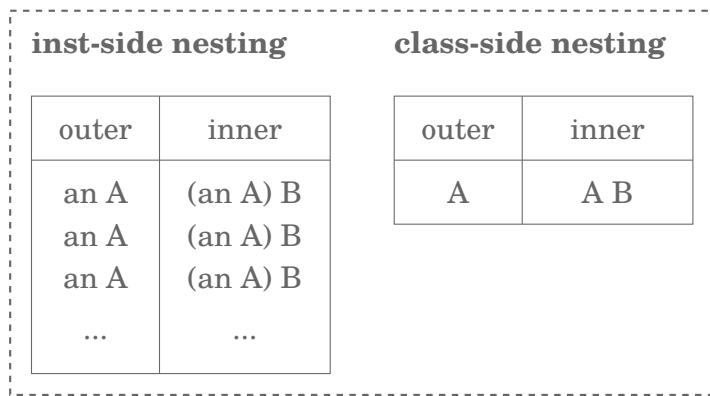 inst-side nesting
outer inner
an A (an A) B
an A (an A) B
an A (an A) B
... ...
class-side nesting
outer inner
A A B